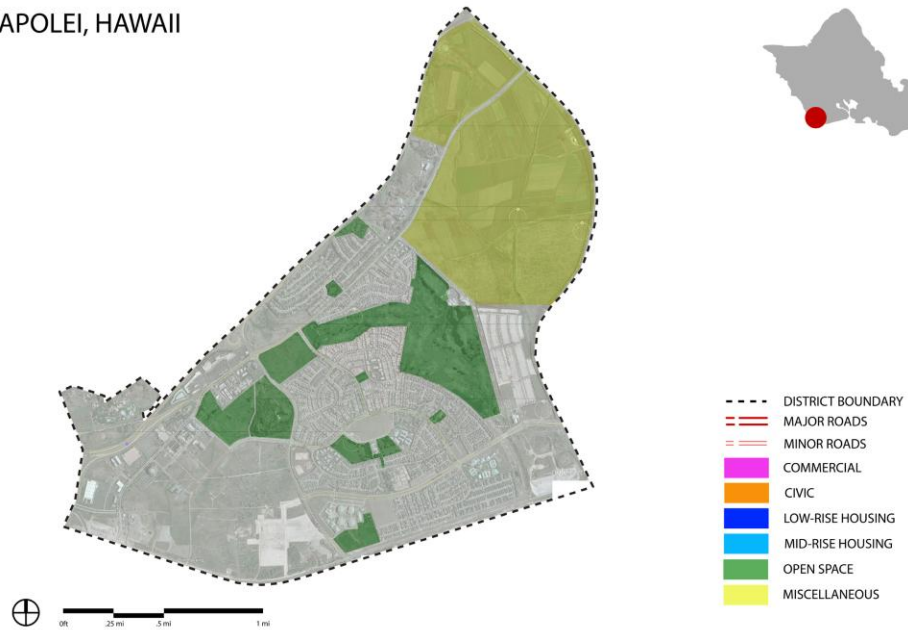 APOLEI, HAWAII
DISTRICT BOUNDARY
MAJOR ROADS
MINOR ROADS
COMMERCIAL
CIVIC
LOW-RISE HOUSING
MID-RISE HOUSING
OPEN SPACE
MISCELLANEOUS
0ft .25 mi .5 mi 1 mi